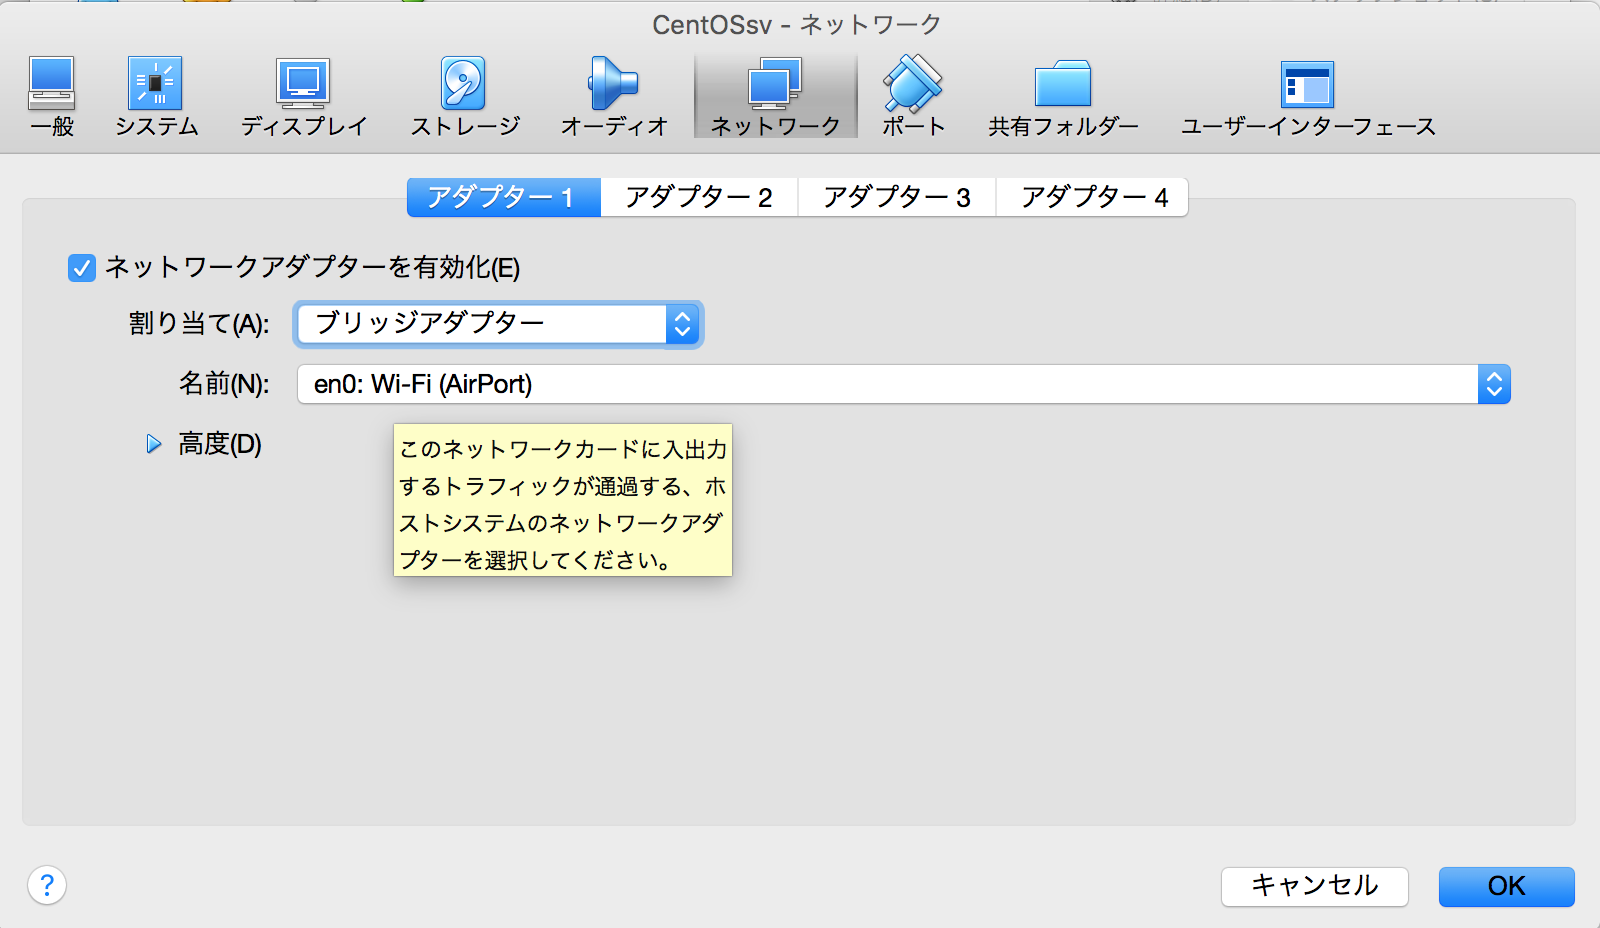 CentOSsv - ネットワーク
一般 システム ディスプレイ ストレージ オーディオ ネットワーク ポート 共有フォルダー ユーザーインターフェース
アダプター 1 アダプター 2 アダプター 3 アダプター 4
ネットワークアダプターを有効化(E)
割り当て(A): ブリッジアダプター
名前(N): en0: Wi-Fi (AirPort)
高度(D)
このネットワークカードに入出力
するトラフィックが通過する、ホ
ストシステムのネットワークアダ
プターを選択してください。
? キャンセル OK